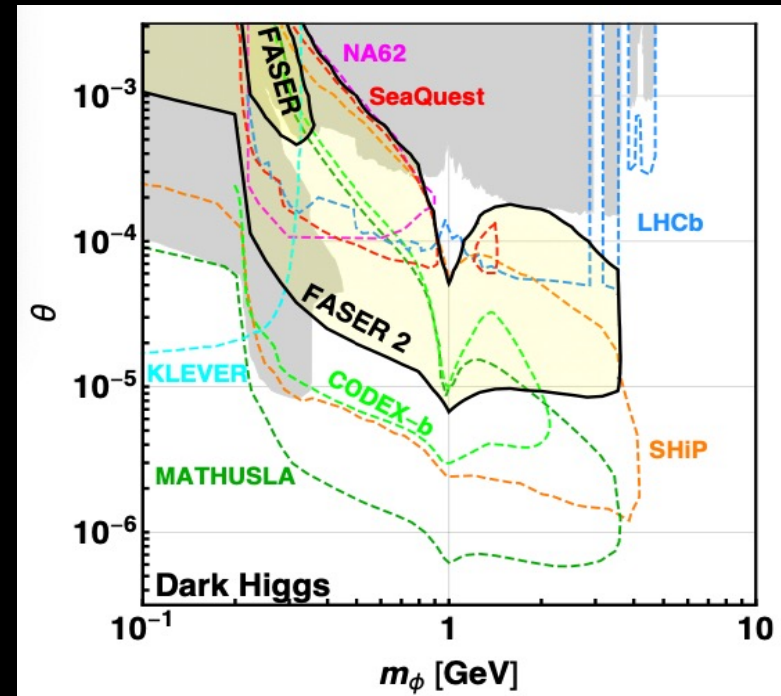 NA62
FASER
SeaQuest
10⁻³
LHCb
10⁻⁴
θ
FASER 2
KLEVER
10⁻⁵
CODEX-b
SHiP
MATHUSLA
10⁻⁶
Dark Higgs
10⁻¹ 1 10
m_ϕ [GeV]